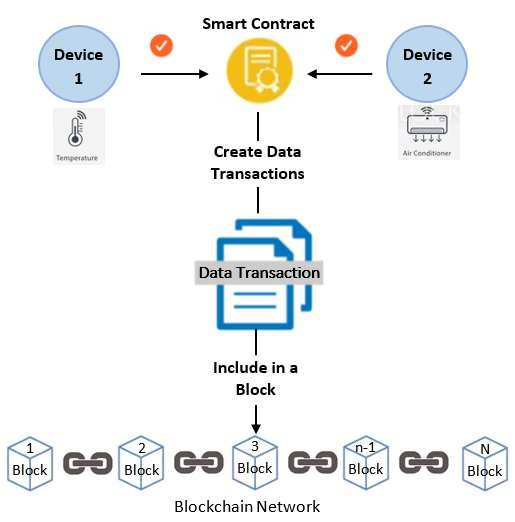 Smart Contract
Device
1
Device
2
Temperature
Air Conditioner
Create Data
Transactions
Data Transaction
Include in a
Block
1
Block
2
Block
3
Block
n-1
Block
N
Block
Blockchain Network